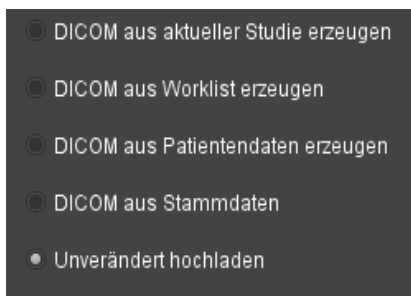 DICOM aus aktueller Studie erzeugen
DICOM aus Worklist erzeugen
DICOM aus Patientendaten erzeugen
DICOM aus Stammdaten
Unverändert hochladen